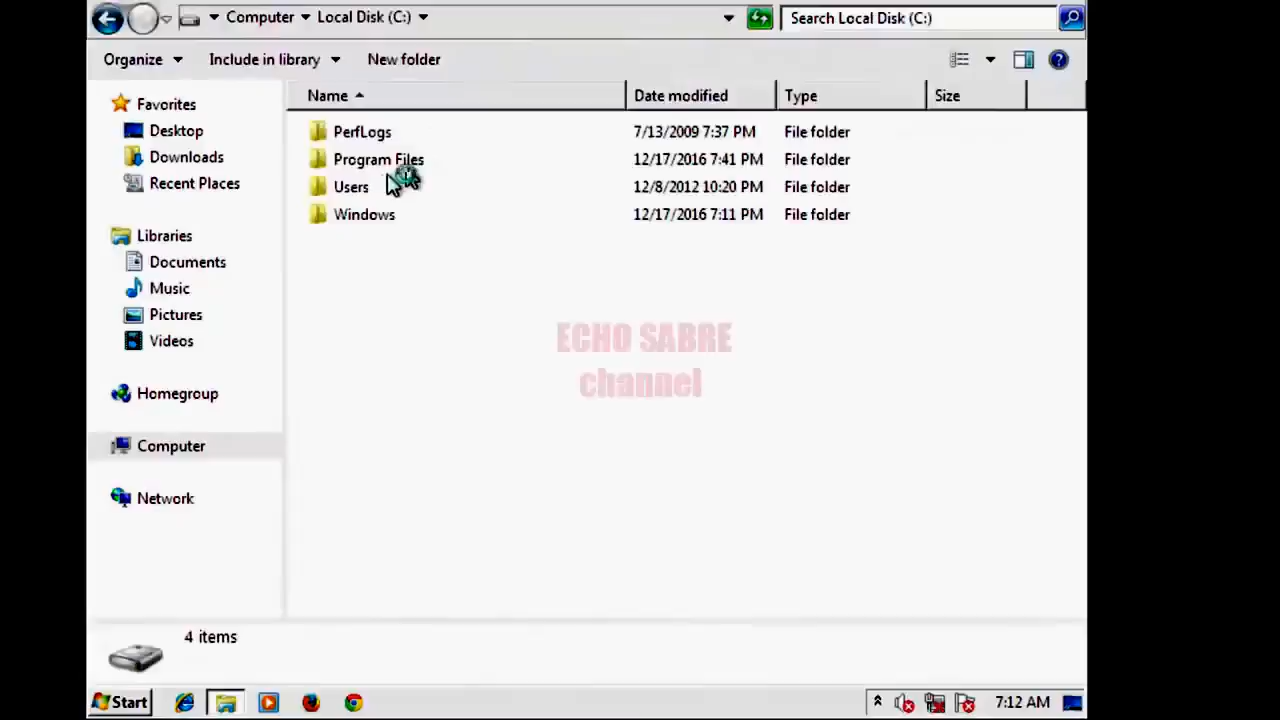 Computer Local Disk (C:)
Search Local Disk (C:)
Organize Include in library New folder
Name Date modified Type Size
Favorites
Desktop
Downloads
Recent Places
Libraries
Documents
Music
Pictures
Videos
Homegroup
Computer
Network
PerfLogs 7/13/2009 7:37 PM File folder
Program Files 12/17/2016 7:41 PM File folder
Users 12/8/2012 10:20 PM File folder
Windows 12/17/2016 7:11 PM File folder
ECHO SABRE
channel
4 items
Start 7:12 AM